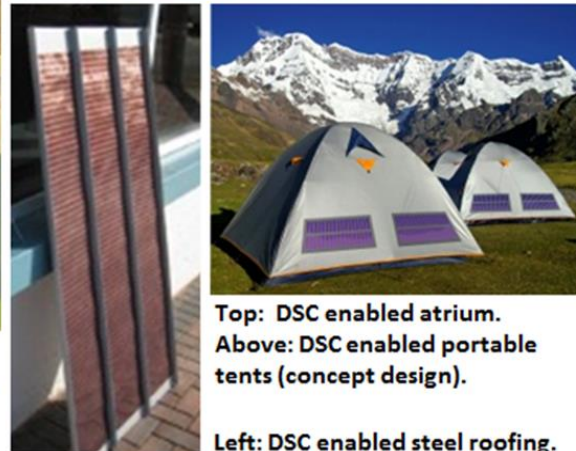 Top:  DSC enabled atrium.
Above: DSC enabled portable
tents (concept design).
Left: DSC enabled steel roofing.